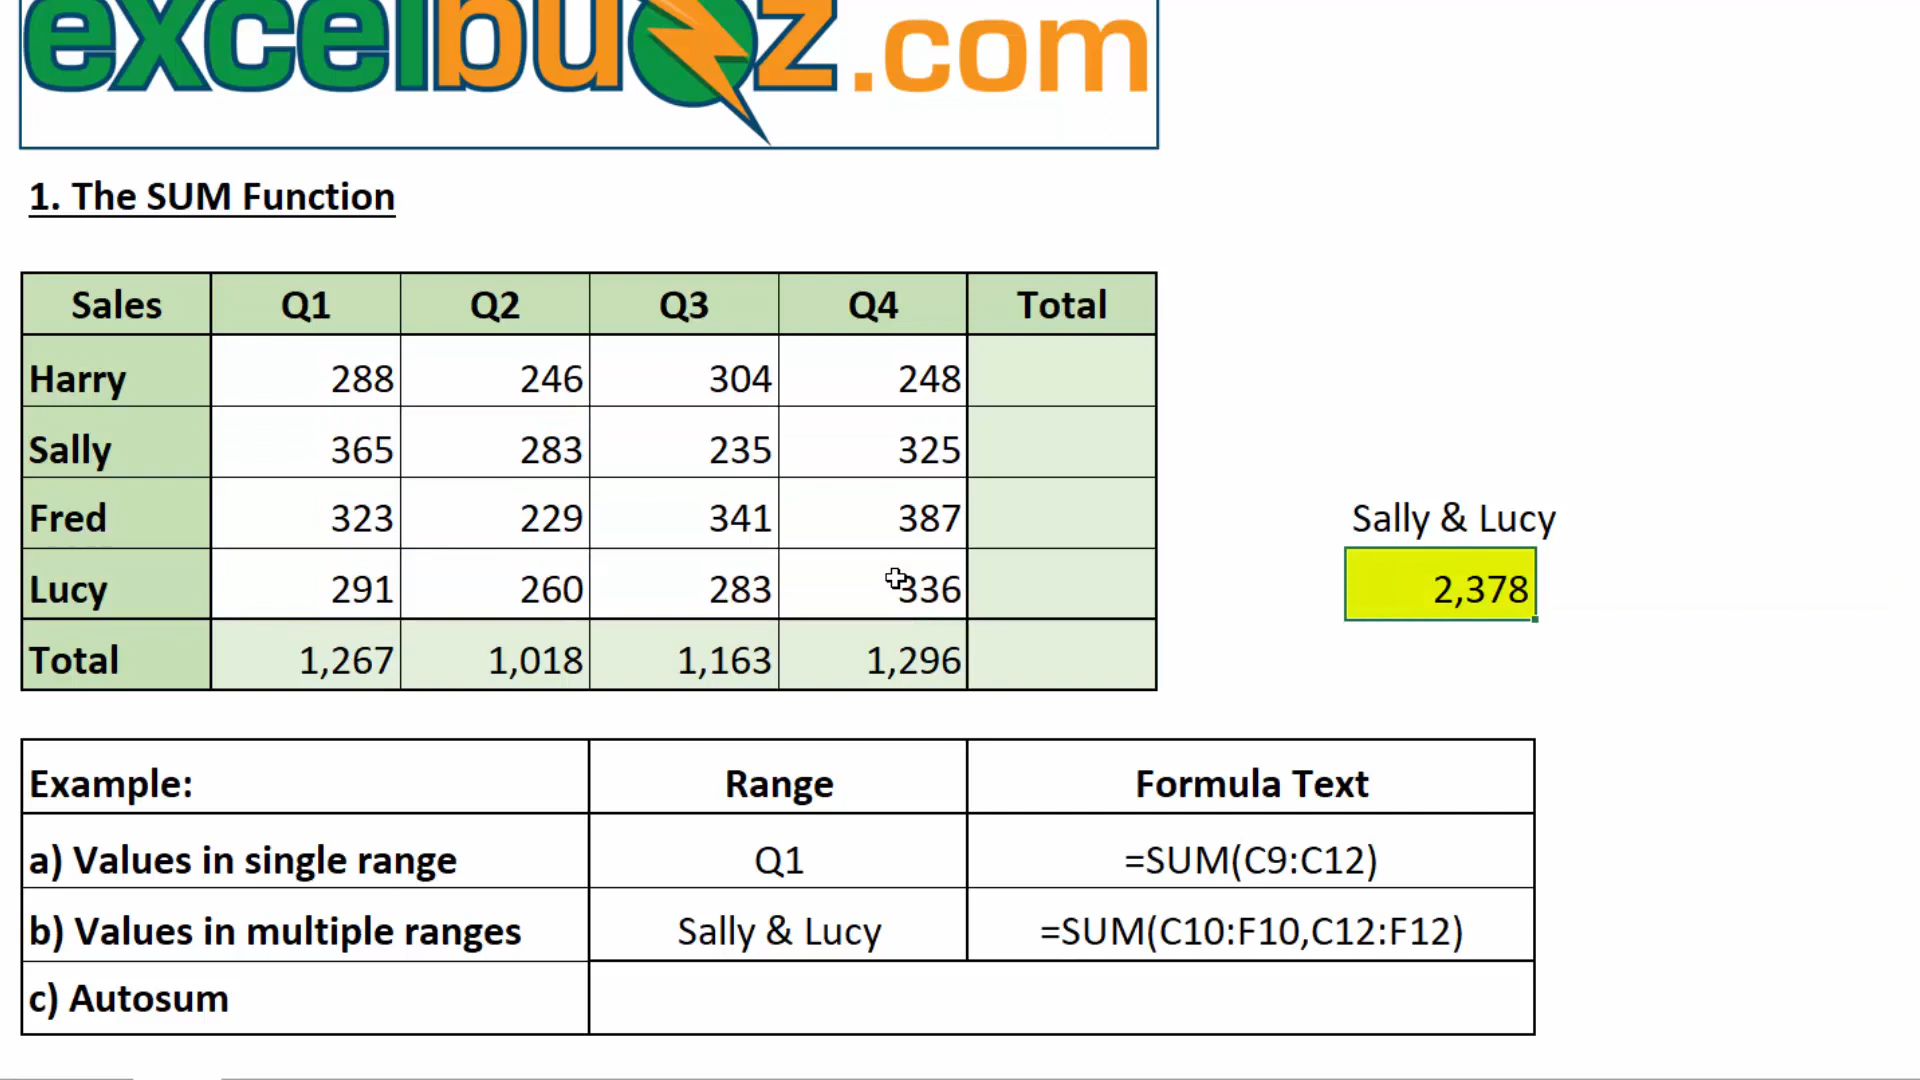 excelbuzz.com
1. The SUM Function
Sales Q1 Q2 Q3 Q4 Total
Harry 288 246 304 248
Sally 365 283 235 325
Fred 323 229 341 387
Sally & Lucy
Lucy 291 260 283 336
2,378
Total 1,267 1,018 1,163 1,296
Example: Range Formula Text
a) Values in single range Q1 =SUM(C9:C12)
b) Values in multiple ranges Sally & Lucy =SUM(C10:F10,C12:F12)
c) Autosum